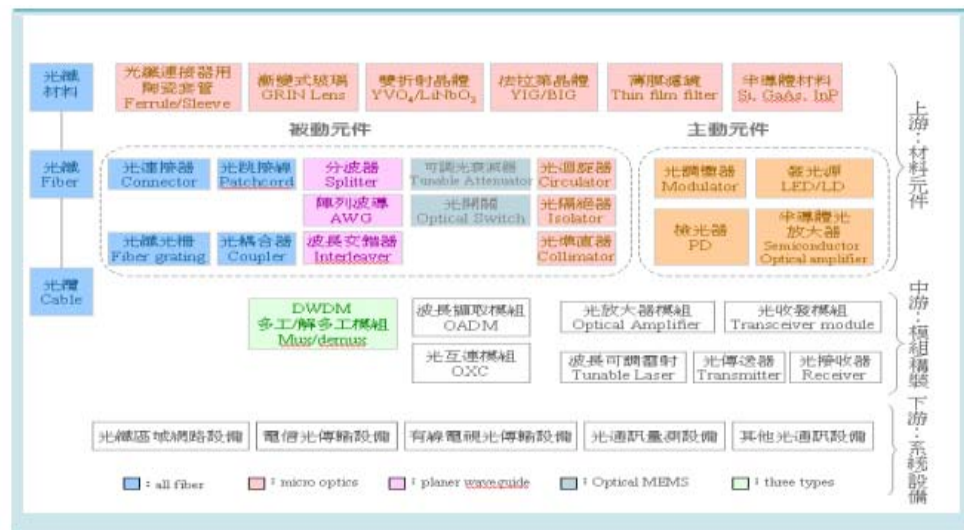 光纖
材料
光纖連接器用
陶瓷套管
Ferrule/Sleeve
漸變式玻璃
GRIN Lens
雙折射晶體
YVO₄/LiNbO₃
法拉第晶體
YIG/BIG
薄膜濾鏡
Thin film filter
半導體材料
Si, GaAs, InP
被動元件
主動元件
光纖
Fiber
光連接器
Connector
光跳接線
Patchcord
分波器
Splitter
可調光衰減器
Tunable Attenuator
光迴旋器
Circulator
光調變器
Modulator
發光源
LED/LD
陣列波導
AWG
光開關
Optical Switch
光隔絕器
Isolator
光纖光柵
Fiber grating
光耦合器
Coupler
波長交錯器
Interleaver
光準直器
Collimator
檢光器
PD
半導體光
放大器
Semiconductor
Optical amplifier
光纜
Cable
上游：材料元件
DWDM
多工/解多工模組
Mux/demux
波長擷取模組
OADM
光放大器模組
Optical Amplifier
光收發模組
Transceiver module
光互連模組
OXC
波長可調雷射
Tunable Laser
光傳送器
Transmitter
光接收器
Receiver
中游：模組構裝
光纖區域網路設備
電信光傳輸設備
有線電視光傳輸設備
光通訊量測設備
其他光通訊設備
下游：系統設備
：all fiber
：micro optics
：planer wave.guide
：Optical MEMS
：three types